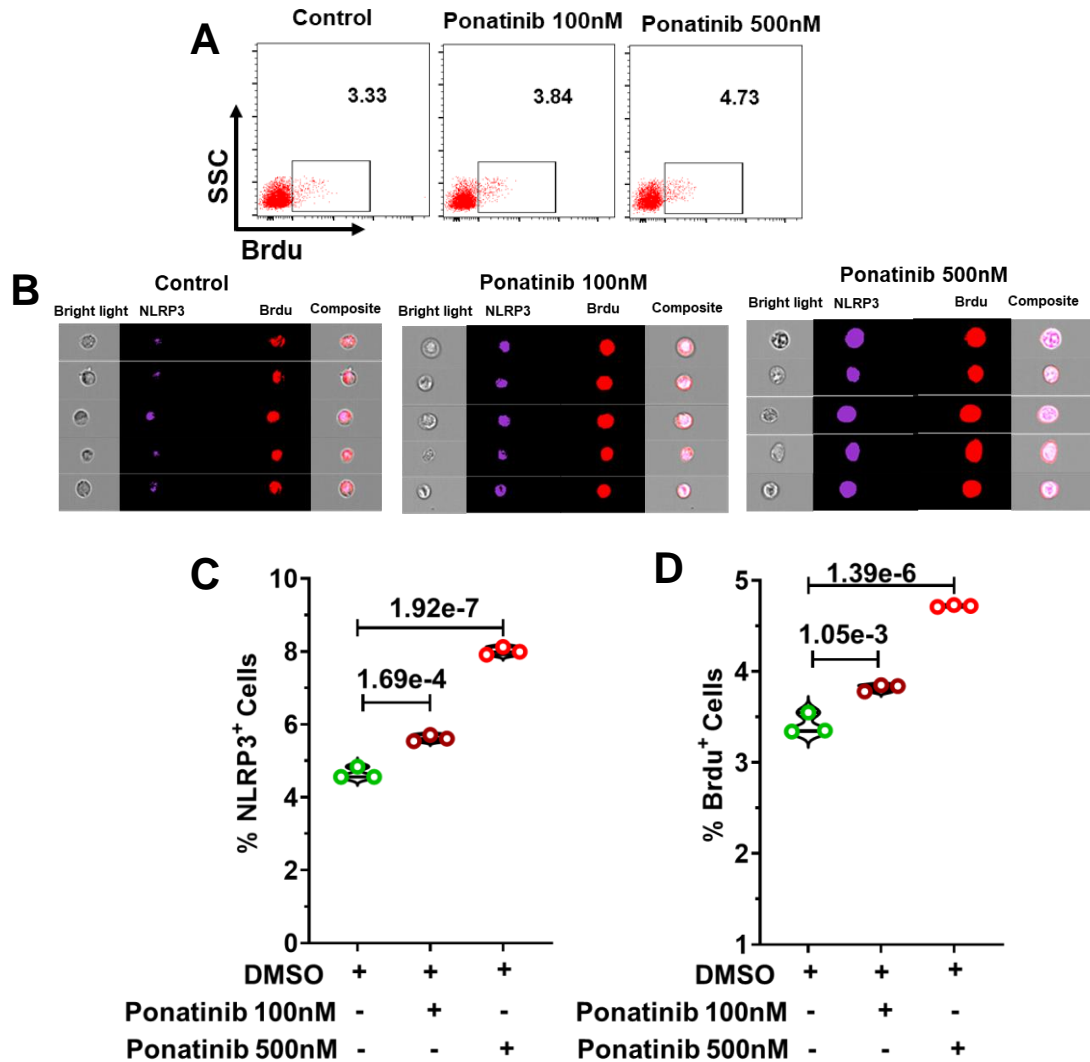 A
Control
Ponatinib 100nM
Ponatinib 500nM
3.33
3.84
4.73
SSC
Brdu
B
Control
Ponatinib 100nM
Ponatinib 500nM
Bright light NLRP3 Brdu Composite
Bright light NLRP3 Brdu Composite
Bright light NLRP3 Brdu Composite
C
% NLRP3+ Cells
10
8
6
4
2
0
1.92e-7
1.69e-4
DMSO + + +
Ponatinib 100nM - + -
Ponatinib 500nM - - +
D
% Brdu+ Cells
5
4
3
2
1
1.39e-6
1.05e-3
DMSO + + +
Ponatinib 100nM - + -
Ponatinib 500nM - - +